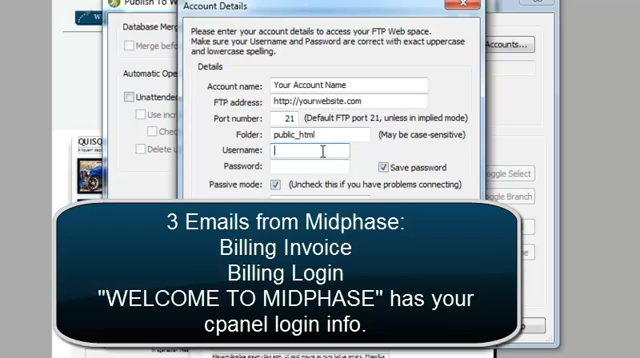 Publish To W
Account Details
Please enter your account details to access your FTP Web space.
Make sure your Username and Password are correct with exact uppercase
and lowercase spelling.
Database Merg
Merge before
Accounts...
Details
Account name: Your Account Name
FTP address: http://yourwebsite.com
Port number: 21 (Default FTP port 21, unless in implied mode)
Folder: public_html (May be case-sensitive)
Username:
Password: Save password
Passive mode: (Uncheck this if you have problems connecting)
Automatic Ope
Unattende
Use incre
Check
Delete u
QUISQ
ggle Select
ggle Branch
3 Emails from Midphase:
Billing Invoice
Billing Login
"WELCOME TO MIDPHASE" has your
cpanel login info.